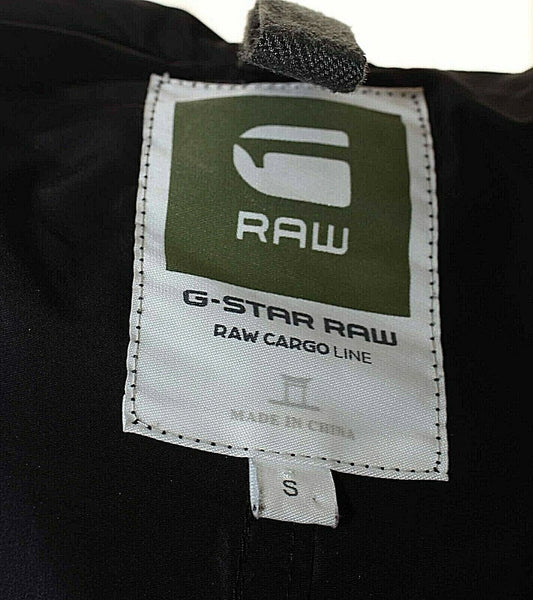 G
RAW
G-STAR RAW
RAW CARGO LINE
MADE IN CHINA
S